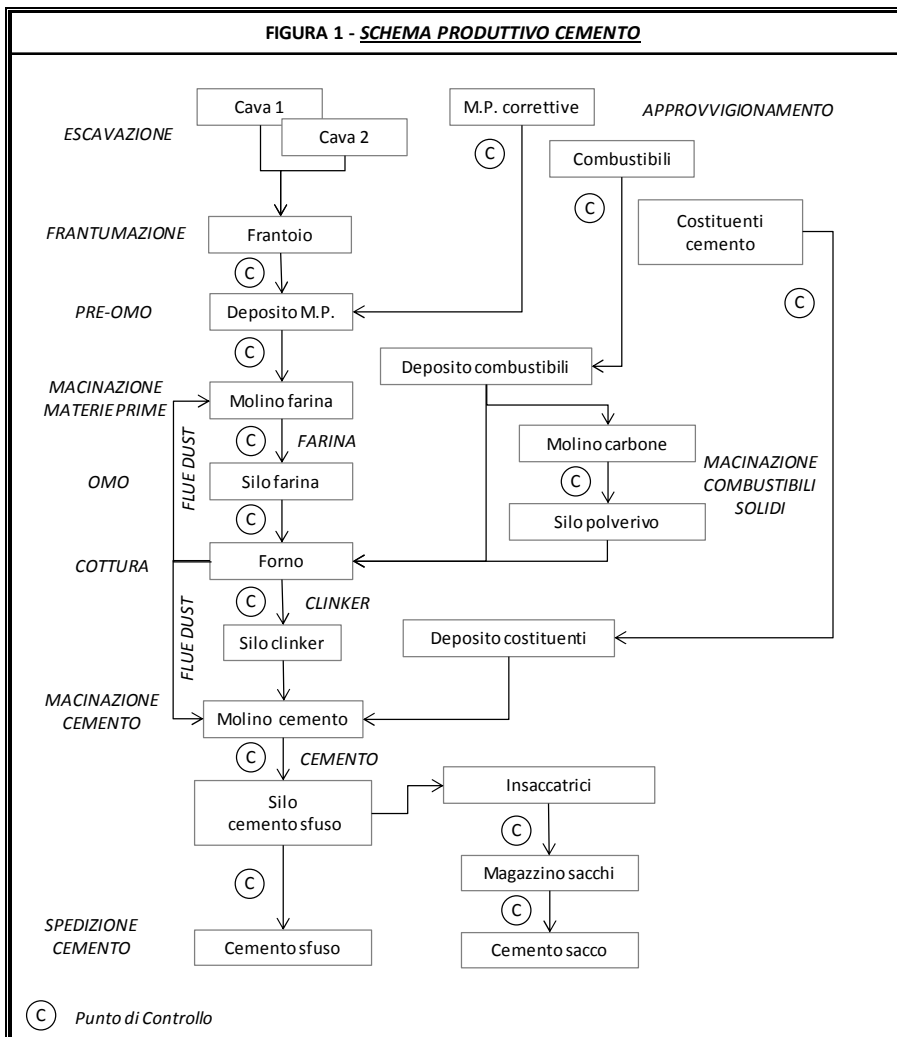 FIGURA 1 - SCHEMA PRODUTTIVO CEMENTO
Cava 1
M.P. correttive
APPROVVIGIONAMENTO
ESCAVAZIONE
Cava 2
C
Combustibili
C
Costituenti
cemento
FRANTUMAZIONE
Frantoio
C
C
PRE-OMO
Deposito M.P.
C
Deposito combustibili
MACINAZIONE
MATERIE PRIME
Molino farina
FLUE DUST
C
FARINA
Molino carbone
C
MACINAZIONE
COMBUSTIBILI
SOLIDI
OMO
Silo farina
C
Silo polverivo
COTTURA
Forno
FLUE DUST
C
CLINKER
Silo clinker
Deposito costituenti
MACINAZIONE
CEMENTO
Molino cemento
C
CEMENTO
Silo
cemento sfuso
Insaccatrici
C
Magazzino sacchi
C
C
SPEDIZIONE
CEMENTO
Cemento sfuso
Cemento sacco
C Punto di Controllo